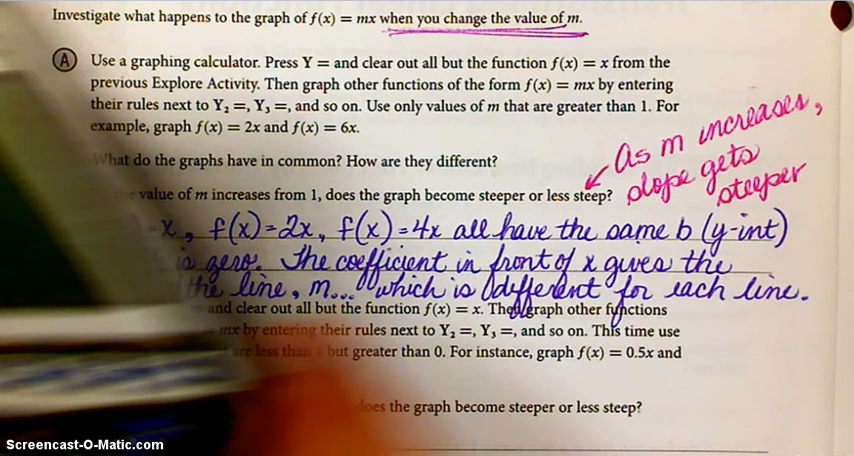 Investigate what happens to the graph of f(x) = mx when you change the value of m.
A Use a graphing calculator. Press Y = and clear out all but the function f(x) = x from the
previous Explore Activity. Then graph other functions of the form f(x) = mx by entering
their rules next to Y₂ =, Y₃ =, and so on. Use only values of m that are greater than 1. For
example, graph f(x) = 2x and f(x) = 6x.
As m increases,
slope gets
steeper
What do the graphs have in common? How are they different?
value of m increases from 1, does the graph become steeper or less steep?
x, f(x)=2x, f(x)=4x all have the same b (y-int)
is zero. The coefficient in front of x gives the
the line, m... which is different for each line.
and clear out all but the function f(x) = x. Then graph other functions
mx by entering their rules next to Y₂ =, Y₃ =, and so on. This time use
are less than 1 but greater than 0. For instance, graph f(x) = 0.5x and
does the graph become steeper or less steep?
Screencast-O-Matic.com